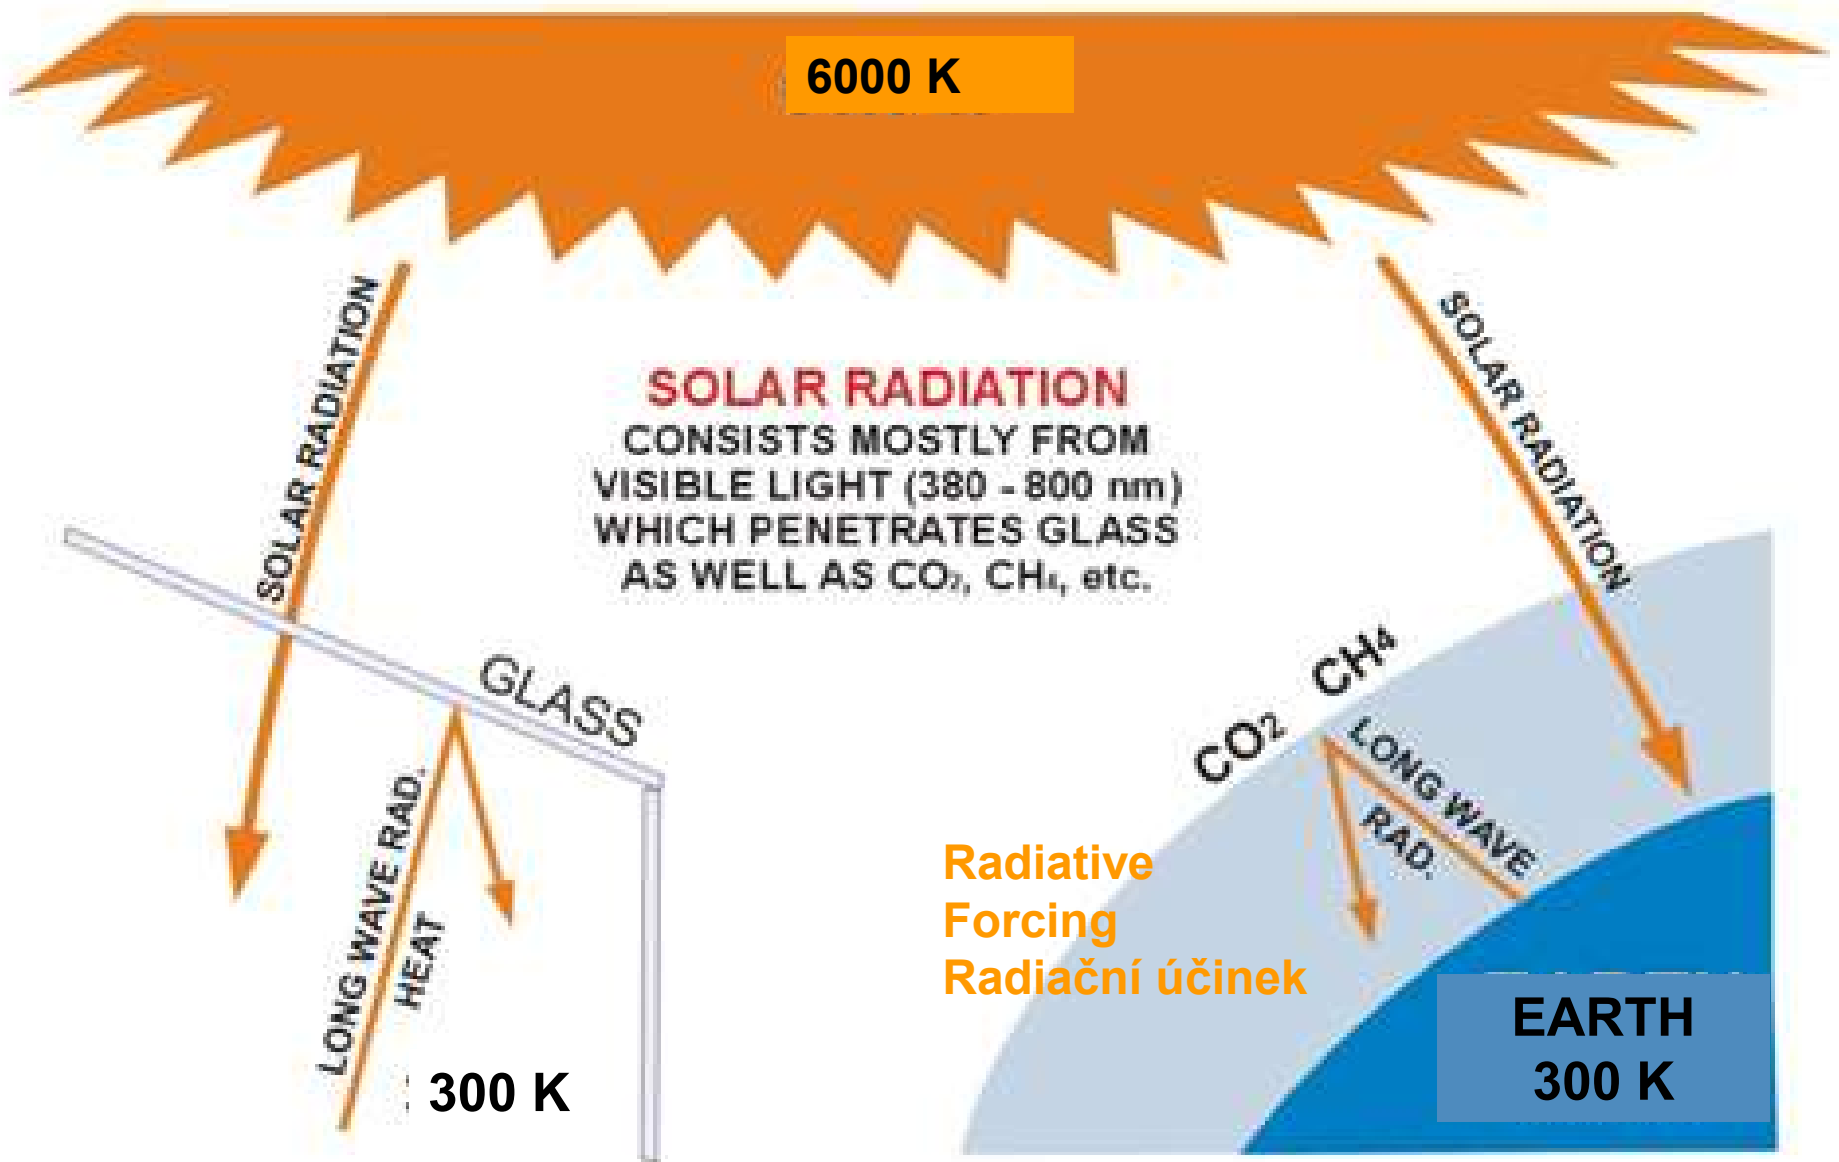 6000 K
SOLAR RADIATION
SOLAR RADIATION
SOLAR RADIATION
CONSISTS MOSTLY FROM
VISIBLE LIGHT (380 - 800 nm)
WHICH PENETRATES GLASS
AS WELL AS CO₂, CH₄, etc.
GLASS
CO₂ CH₄
LONG WAVE
RAD.
LONG WAVE RAD.
HEAT
Radiative
Forcing
Radiační účinek
300 K
EARTH
300 K